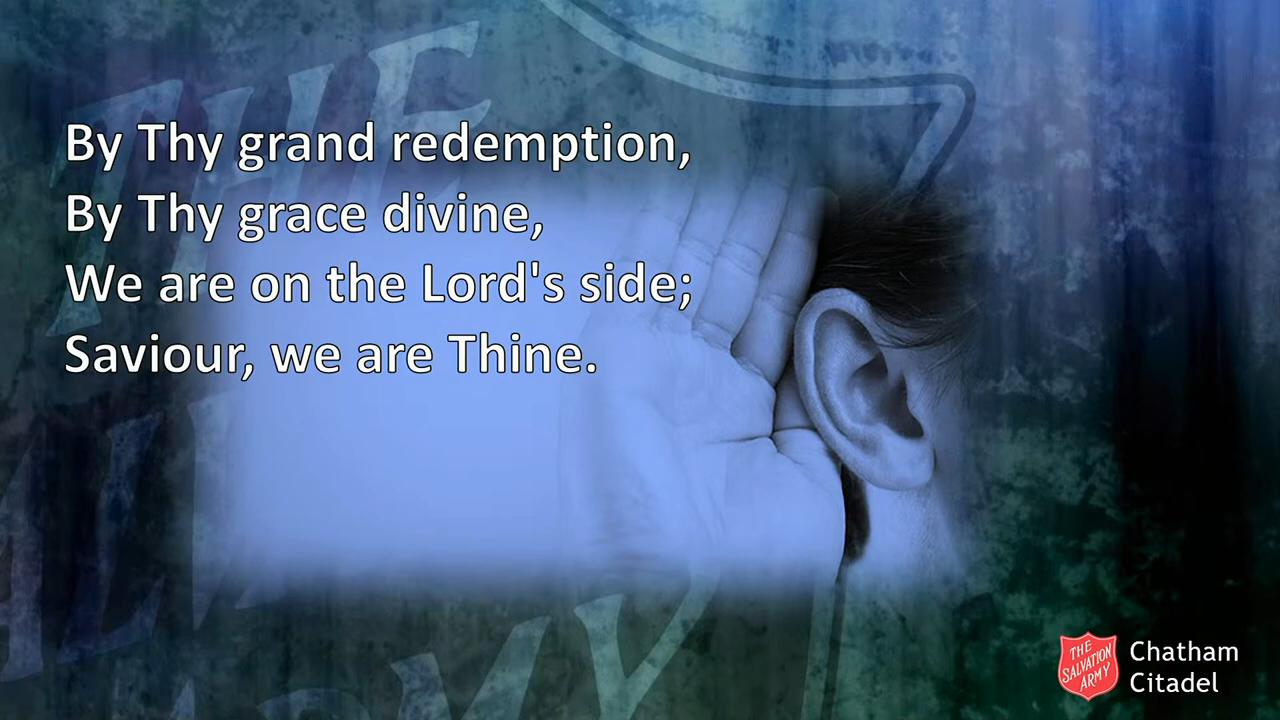 By Thy grand redemption,
By Thy grace divine,
We are on the Lord's side;
Saviour, we are Thine.
THE
SALVATION
ARMY
Chatham
Citadel